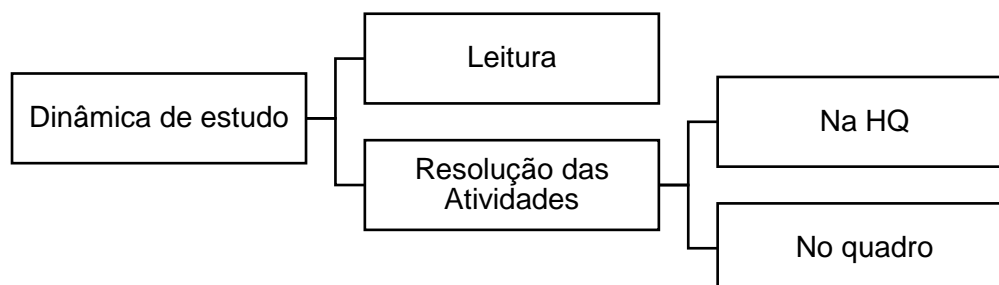 Dinâmica de estudo
Leitura
Resolução das
Atividades
Na HQ
No quadro